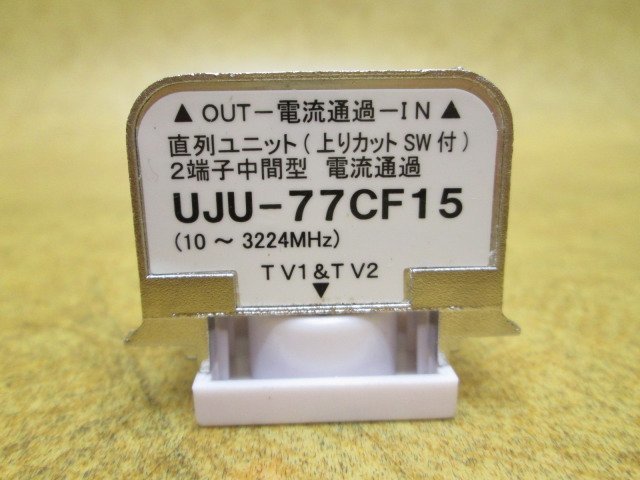 ▲ OUT－電流通過－IN ▲
直列ユニット(上りカットSW付)
2端子中間型 電流通過
UJU-77CF15
(10 ～ 3224MHz)
TV1&TV2
▼